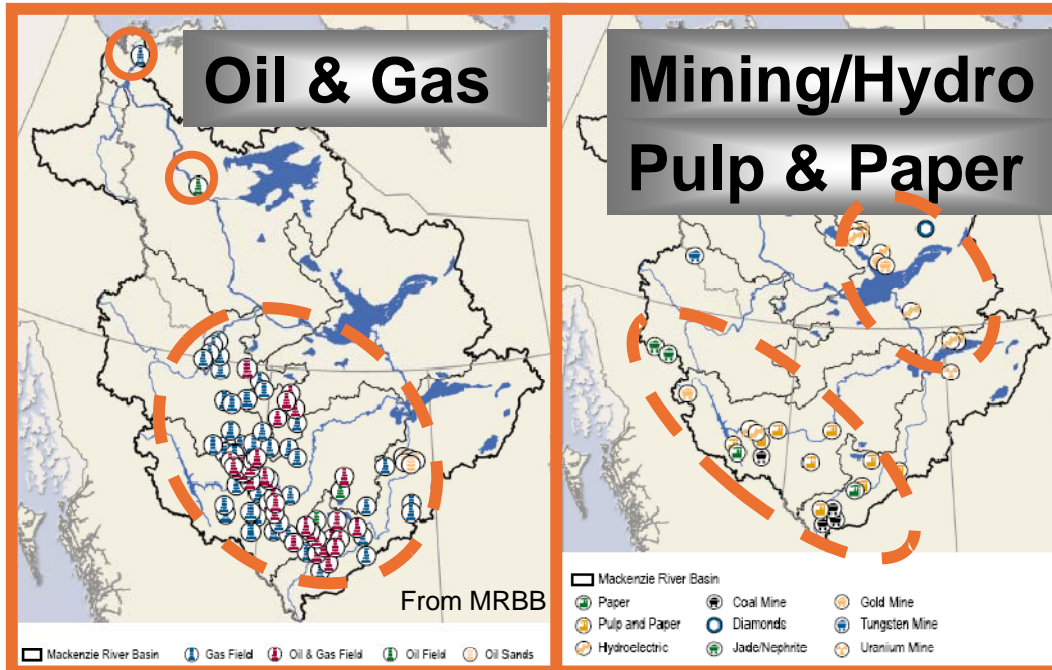 Oil & Gas
From MRBB
Mackenzie River Basin Gas Field Oil & Gas Field Oil Field Oil Sands
Mining/Hydro
Pulp & Paper
Mackenzie River Basin
Paper Coal Mine Gold Mine
Pulp and Paper Diamonds Tungsten Mine
Hydroelectric Jade/Nephrite Uranium Mine